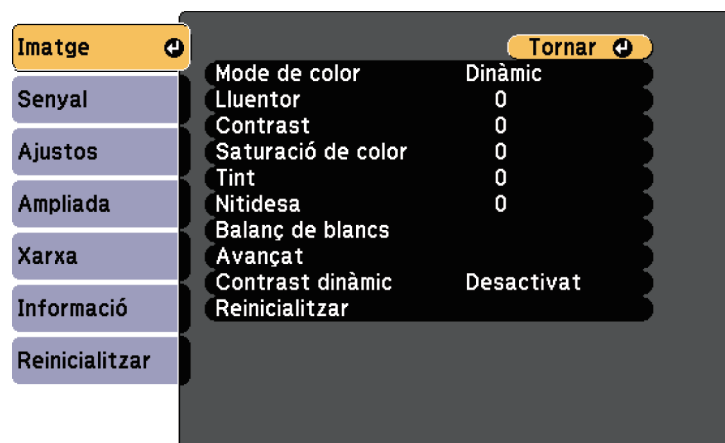 Imatge
Senyal
Ajustos
Ampliada
Xarxa
Informació
Reinicialitzar
Tornar
Mode de color Dinàmic
Lluentor 0
Contrast 0
Saturació de color 0
Tint 0
Nitidesa 0
Balanç de blancs
Avançat
Contrast dinàmic Desactivat
Reinicialitzar